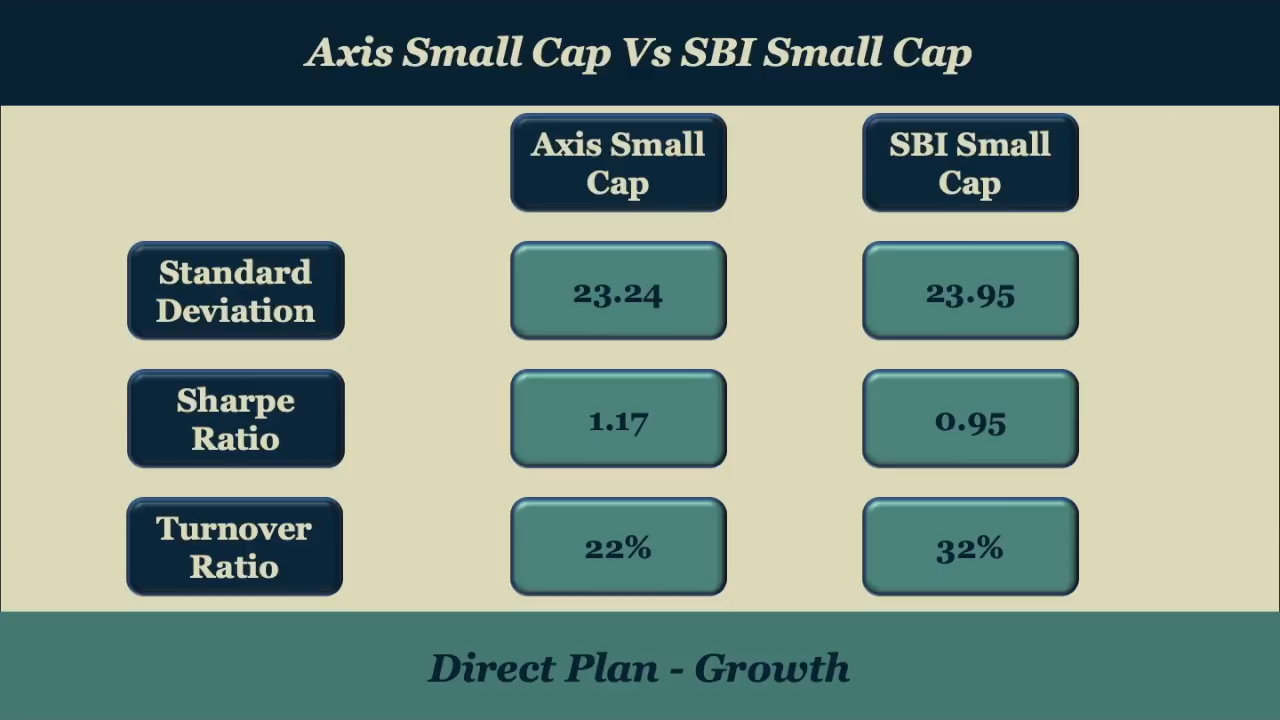 Axis Small Cap Vs SBI Small Cap
Axis Small
Cap
SBI Small
Cap
Standard
Deviation
23.24
23.95
Sharpe
Ratio
1.17
0.95
Turnover
Ratio
22%
32%
Direct Plan - Growth